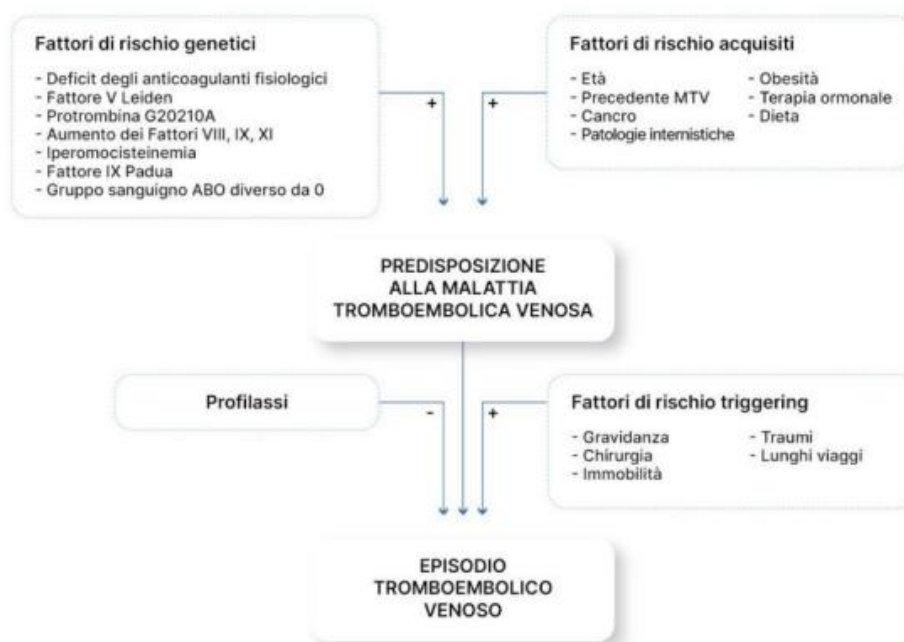 Fattori di rischio genetici
- Deficit degli anticoagulanti fisiologici
- Fattore V Leiden
- Protrombina G20210A
- Aumento dei Fattori VIII, IX, XI
- Iperomocisteinemia
- Fattore IX Padua
- Gruppo sanguigno ABO diverso da 0
+
+
Fattori di rischio acquisiti
- Età
- Precedente MTV
- Cancro
- Patologie internistiche
- Obesità
- Terapia ormonale
- Dieta
PREDISPOSIZIONE
ALLA MALATTIA
TROMBOEMBOLICA VENOSA
Profilassi
-
+
Fattori di rischio triggering
- Gravidanza
- Chirurgia
- Immobilità
- Traumi
- Lunghi viaggi
EPISODIO
TROMBOEMBOLICO
VENOSO